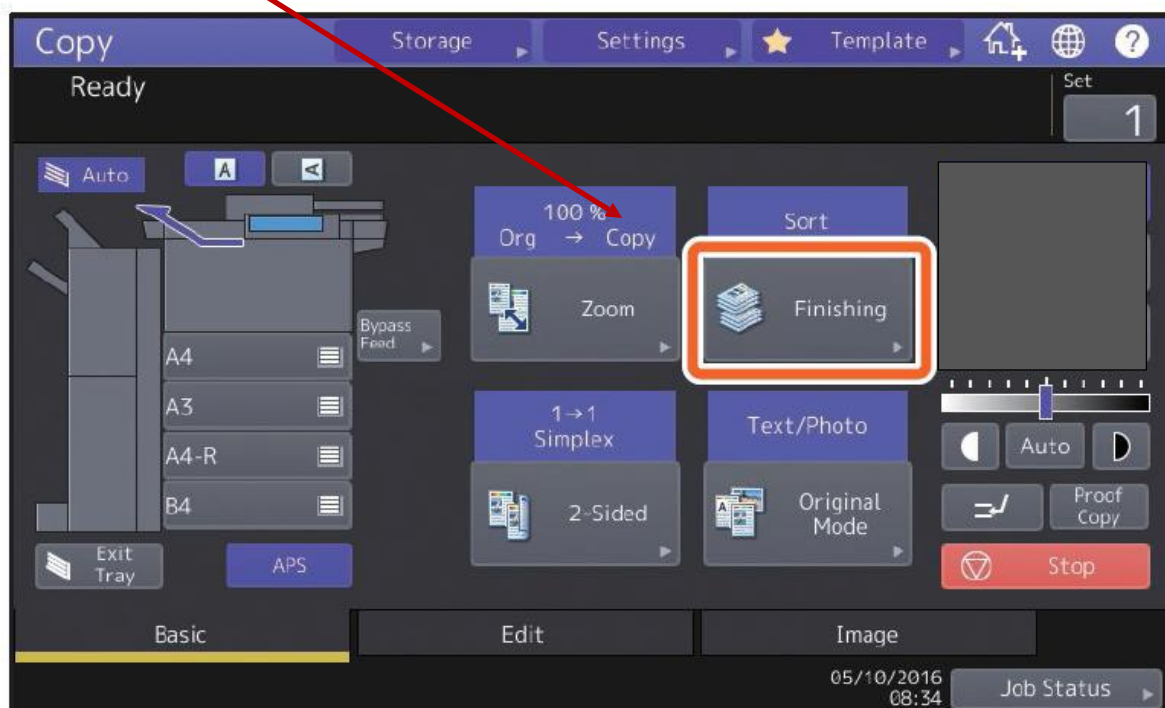 Copy
Storage
Settings
Template
?
Ready
Set
1
Auto
A
A
100 %
Org → Copy
Zoom
Sort
Finishing
Bypass
Feed
A4
A3
A4-R
B4
1→1
Simplex
2-Sided
Text/Photo
Original
Mode
Auto
Proof
Copy
Exit
Tray
APS
Stop
Basic
Edit
Image
05/10/2016
08:34
Job Status